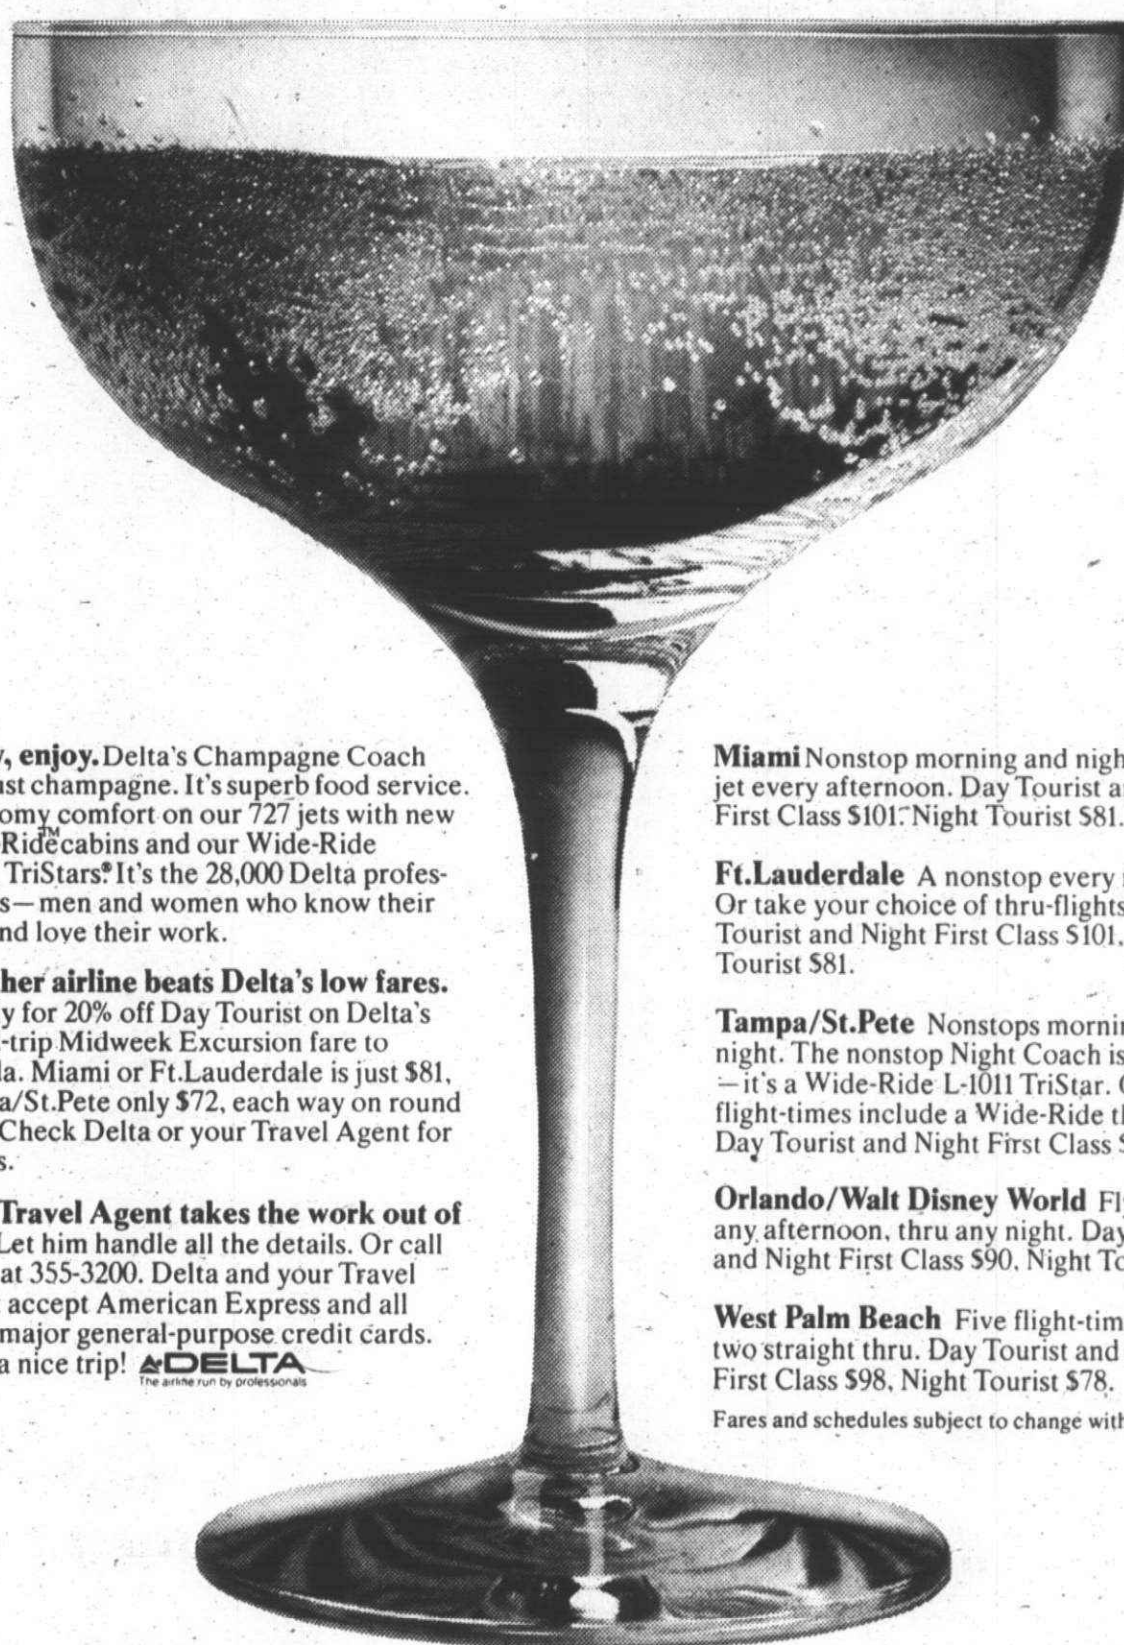 , enjoy. Delta's Champagne Coach
ust champagne. It's superb food service.
omy comfort on our 727 jets with new
Ride™ cabins and our Wide-Ride
TriStars.® It's the 28,000 Delta profes-
s—men and women who know their
nd love their work.
her airline beats Delta's low fares.
y for 20% off Day Tourist on Delta's
-trip Midweek Excursion fare to
da. Miami or Ft.Lauderdale is just $81,
a/St.Pete only $72, each way on round
Check Delta or your Travel Agent for
s.
Travel Agent takes the work out of
Let him handle all the details. Or call
at 355-3200. Delta and your Travel
t accept American Express and all
major general-purpose credit cards.
a nice trip! DELTA
The airline run by professionals
Miami Nonstop morning and nigh
jet every afternoon. Day Tourist a
First Class $101. Night Tourist $81.
Ft.Lauderdale A nonstop every
Or take your choice of thru-flights
Tourist and Night First Class $101,
Tourist $81.
Tampa/St.Pete Nonstops mornin
night. The nonstop Night Coach is
—it's a Wide-Ride L-1011 TriStar. O
flight-times include a Wide-Ride th
Day Tourist and Night First Class $
Orlando/Walt Disney World Fl
any afternoon, thru any night. Day
and Night First Class $90, Night To
West Palm Beach Five flight-tim
two straight thru. Day Tourist and
First Class $98, Night Tourist $78.
Fares and schedules subject to change with